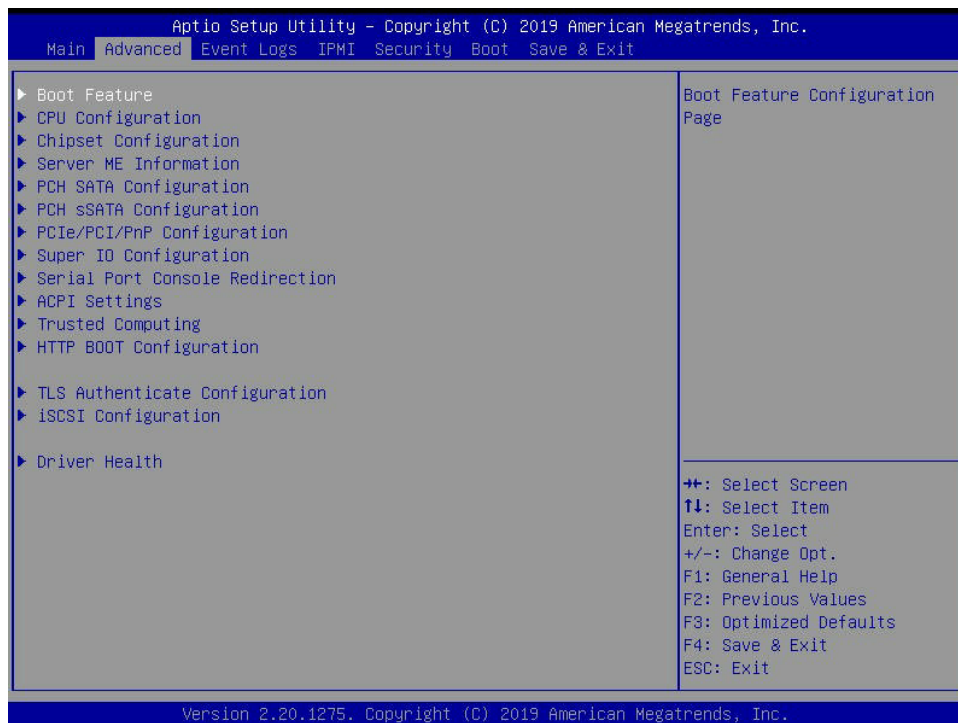 Aptio Setup Utility – Copyright (C) 2019 American Megatrends, Inc.
Main Advanced Event Logs IPMI Security Boot Save & Exit
Boot Feature
CPU Configuration
Chipset Configuration
Server ME Information
PCH SATA Configuration
PCH sSATA Configuration
PCIe/PCI/PnP Configuration
Super IO Configuration
Serial Port Console Redirection
ACPI Settings
Trusted Computing
HTTP BOOT Configuration
TLS Authenticate Configuration
iSCSI Configuration
Driver Health
Boot Feature Configuration
Page
→←: Select Screen
↑↓: Select Item
Enter: Select
+/-: Change Opt.
F1: General Help
F2: Previous Values
F3: Optimized Defaults
F4: Save & Exit
ESC: Exit
Version 2.20.1275. Copyright (C) 2019 American Megatrends, Inc.